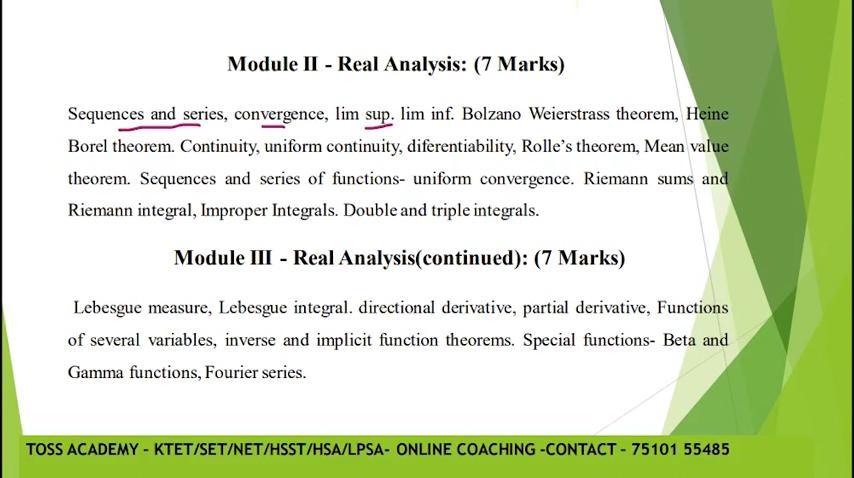 Module II - Real Analysis: (7 Marks)
Sequences and series, convergence, lim sup. lim inf. Bolzano Weierstrass theorem, Heine
Borel theorem. Continuity, uniform continuity, diferentiability, Rolle's theorem, Mean value
theorem. Sequences and series of functions- uniform convergence. Riemann sums and
Riemann integral, Improper Integrals. Double and triple integrals.
Module III - Real Analysis(continued): (7 Marks)
Lebesgue measure, Lebesgue integral. directional derivative, partial derivative, Functions
of several variables, inverse and implicit function theorems. Special functions- Beta and
Gamma functions, Fourier series.
TOSS ACADEMY – KTET/SET/NET/HSST/HSA/LPSA- ONLINE COACHING -CONTACT – 75101 55485